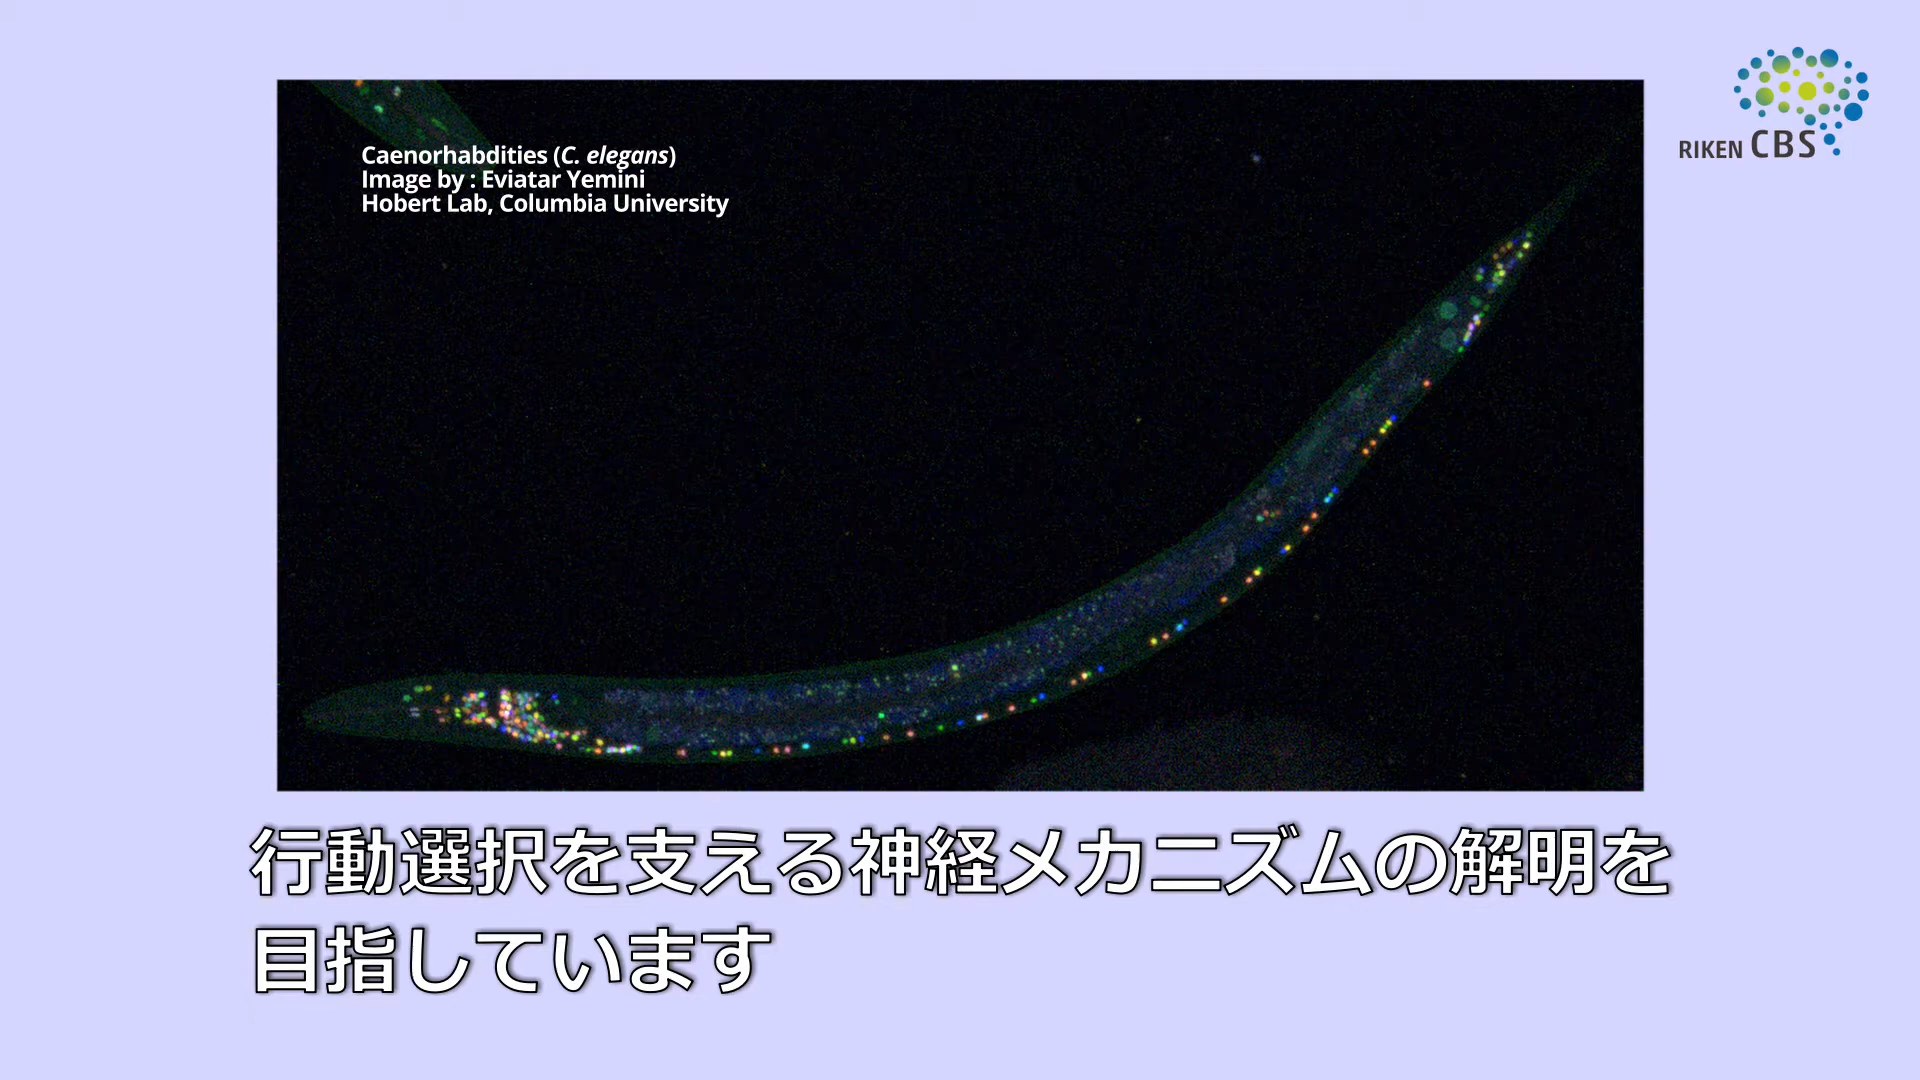 Caenorhabdities (C. elegans)
Image by : Eviatar Yemini
Hobert Lab, Columbia University
RIKEN CBS
行動選択を支える神経メカニズムの解明を
目指しています